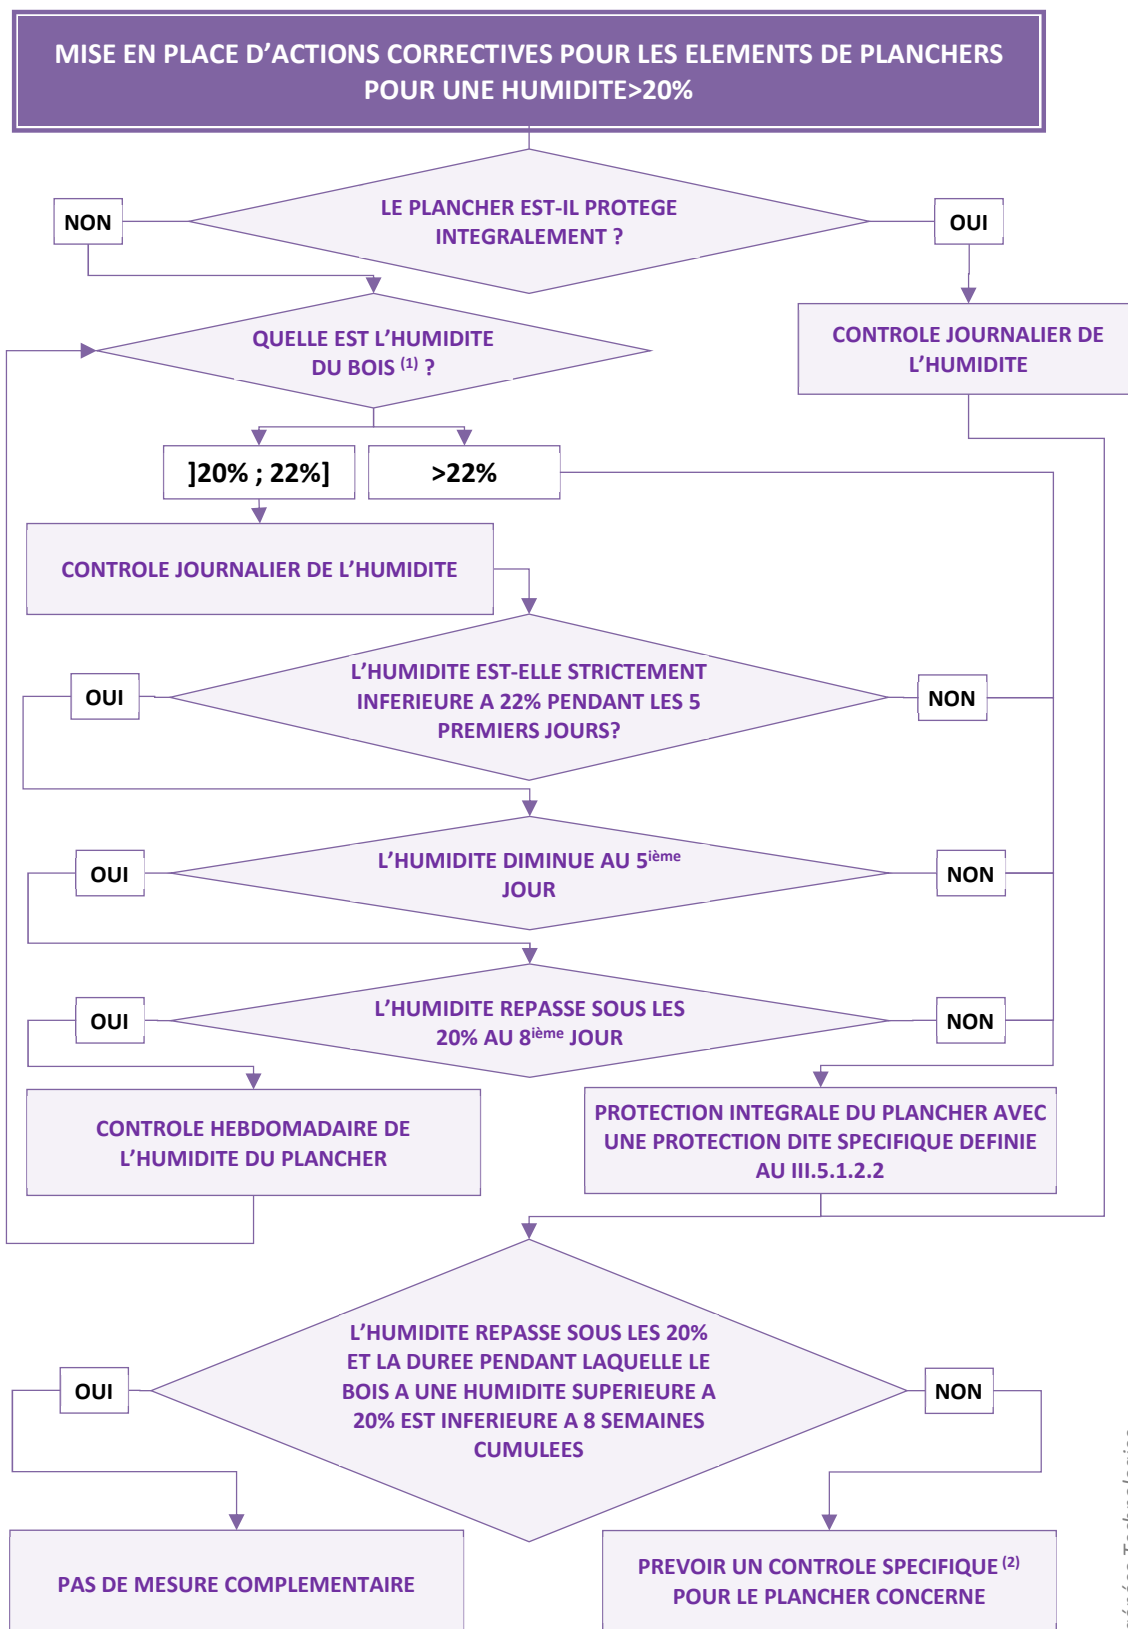 MISE EN PLACE D’ACTIONS CORRECTIVES POUR LES ELEMENTS DE PLANCHERS
POUR UNE HUMIDITE>20%
LE PLANCHER EST-IL PROTEGE
INTEGRALEMENT ?
NON
OUI
QUELLE EST L’HUMIDITE
DU BOIS (1) ?
CONTROLE JOURNALIER DE
L’HUMIDITE
]20% ; 22%]
>22%
CONTROLE JOURNALIER DE L’HUMIDITE
L’HUMIDITE EST-ELLE STRICTEMENT
INFERIEURE A 22% PENDANT LES 5
PREMIERS JOURS?
OUI
NON
L’HUMIDITE DIMINUE AU 5ième
JOUR
OUI
NON
L’HUMIDITE REPASSE SOUS LES
20% AU 8ième JOUR
OUI
NON
CONTROLE HEBDOMADAIRE DE
L’HUMIDITE DU PLANCHER
PROTECTION INTEGRALE DU PLANCHER AVEC
UNE PROTECTION DITE SPECIFIQUE DEFINIE
AU III.5.1.2.2
L’HUMIDITE REPASSE SOUS LES 20%
ET LA DUREE PENDANT LAQUELLE LE
BOIS A UNE HUMIDITE SUPERIEURE A
20% EST INFERIEURE A 8 SEMAINES
CUMULEES
OUI
NON
PAS DE MESURE COMPLEMENTAIRE
PREVOIR UN CONTROLE SPECIFIQUE (2)
POUR LE PLANCHER CONCERNE